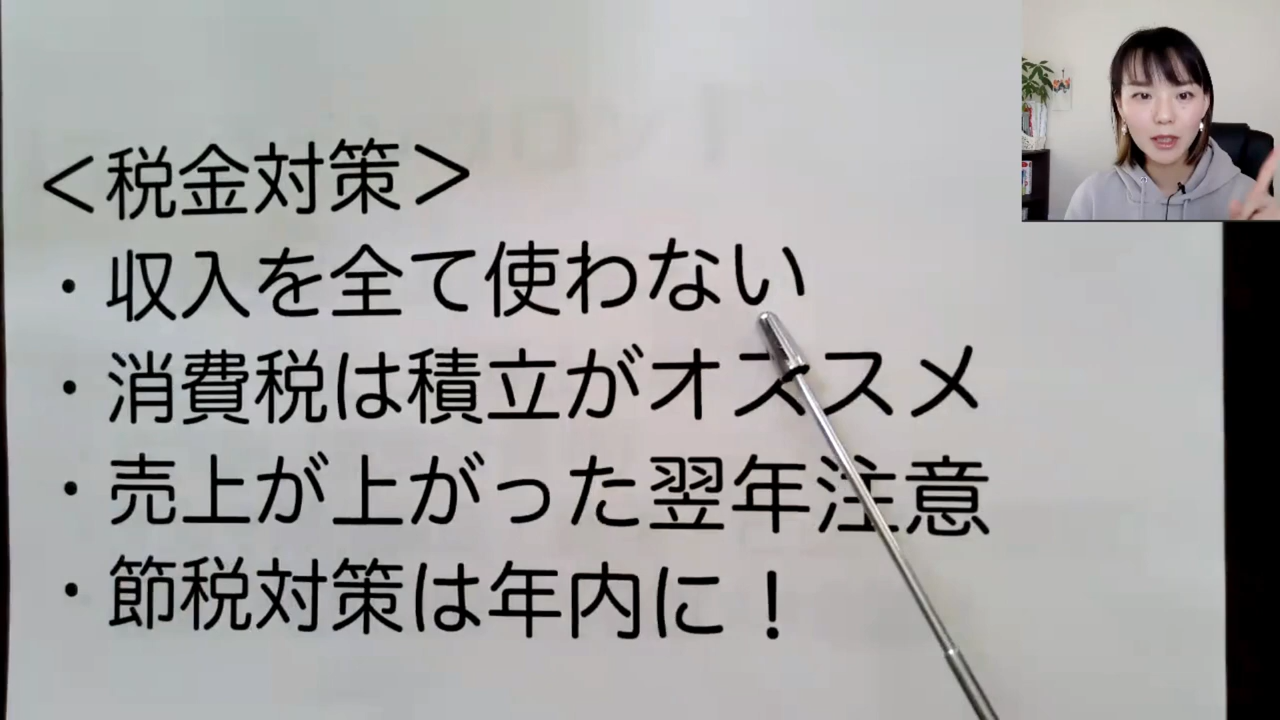 ＜税金対策＞
・収入を全て使わない
・消費税は積立がオススメ
・売上が上がった翌年注意
・節税対策は年内に！